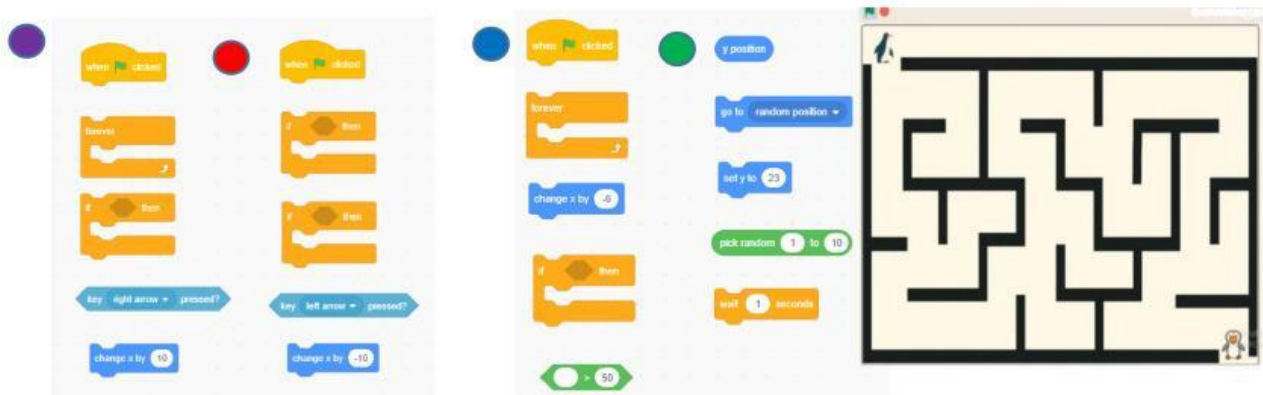 when clicked
forever
if then
key right arrow pressed?
change x by 10
when clicked
if then
if then
key left arrow pressed?
change x by -10
when clicked
forever
change x by -6
if then
> 50
y position
go to random position
set y to 23
pick random 1 to 10
wait 1 seconds